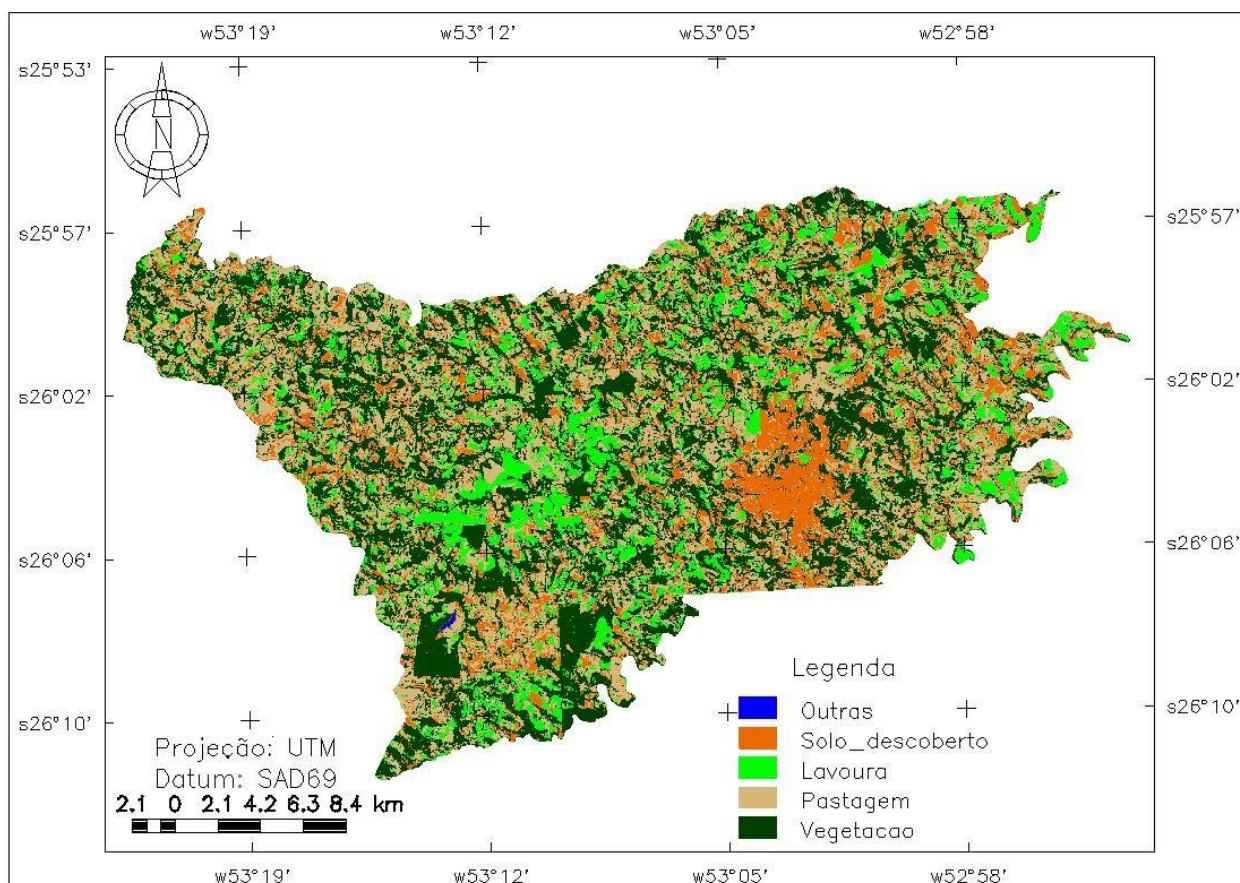 w53°19' w53°12' w53°05' w52°58'
s25°53'
N
s25°57' s25°57'
s26°02' s26°02'
s26°06' s26°06'
Legenda
Outras
s26°10' s26°10'
Projeção: UTM
Solo_descoberto
Datum: SAD69
Lavoura
2.1 0 2.1 4.2 6.3 8.4 km
Pastagem
Vegetacao
w53°19' w53°12' w53°05' w52°58'